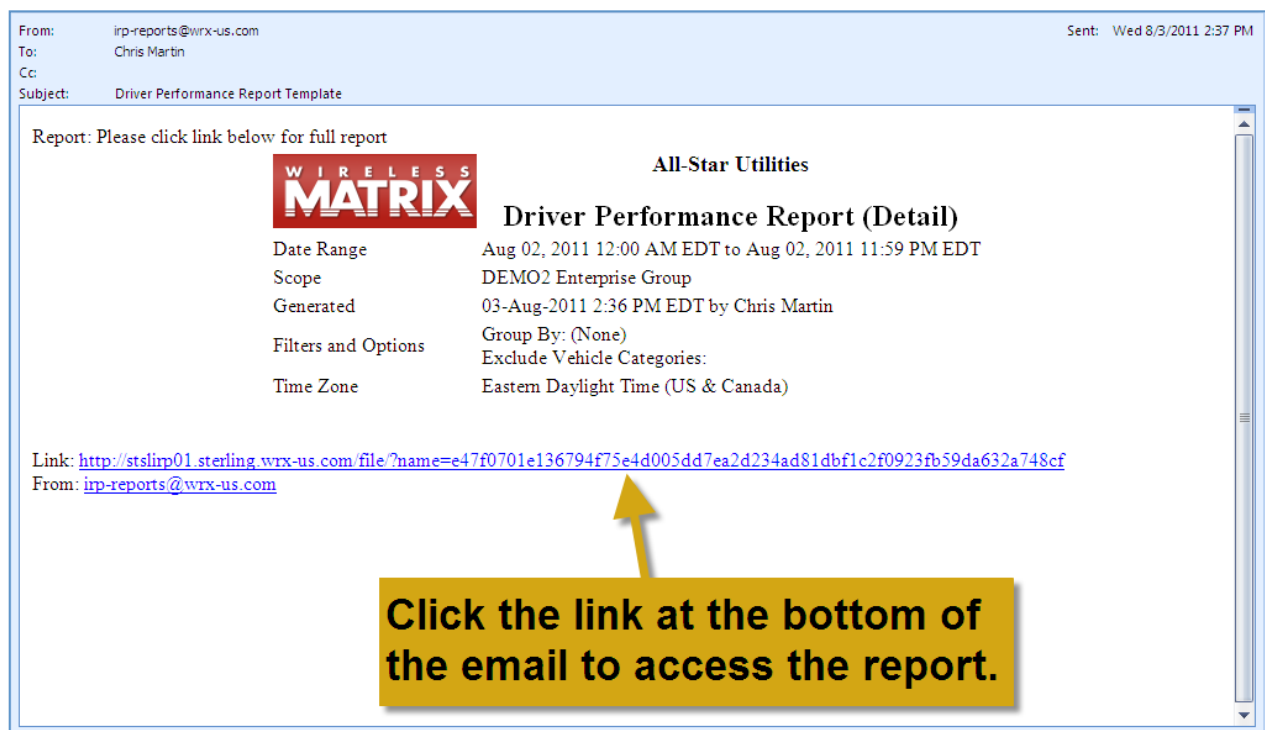 From: irp-reports@wrx-us.com Sent: Wed 8/3/2011 2:37 PM
To: Chris Martin
Cc:
Subject: Driver Performance Report Template
Report: Please click link below for full report
WIRELESS
MATRIX
All-Star Utilities
Driver Performance Report (Detail)
Date Range Aug 02, 2011 12:00 AM EDT to Aug 02, 2011 11:59 PM EDT
Scope DEMO2 Enterprise Group
Generated 03-Aug-2011 2:36 PM EDT by Chris Martin
Filters and Options Group By: (None)
Exclude Vehicle Categories:
Time Zone Eastern Daylight Time (US & Canada)
Link: http://stslirp01.sterling.wrx-us.com/file/?name=e47f0701e136794f75e4d005dd7ea2d234ad81dbf1c2f0923fb59da632a748cf
From: irp-reports@wrx-us.com
Click the link at the bottom of
the email to access the report.